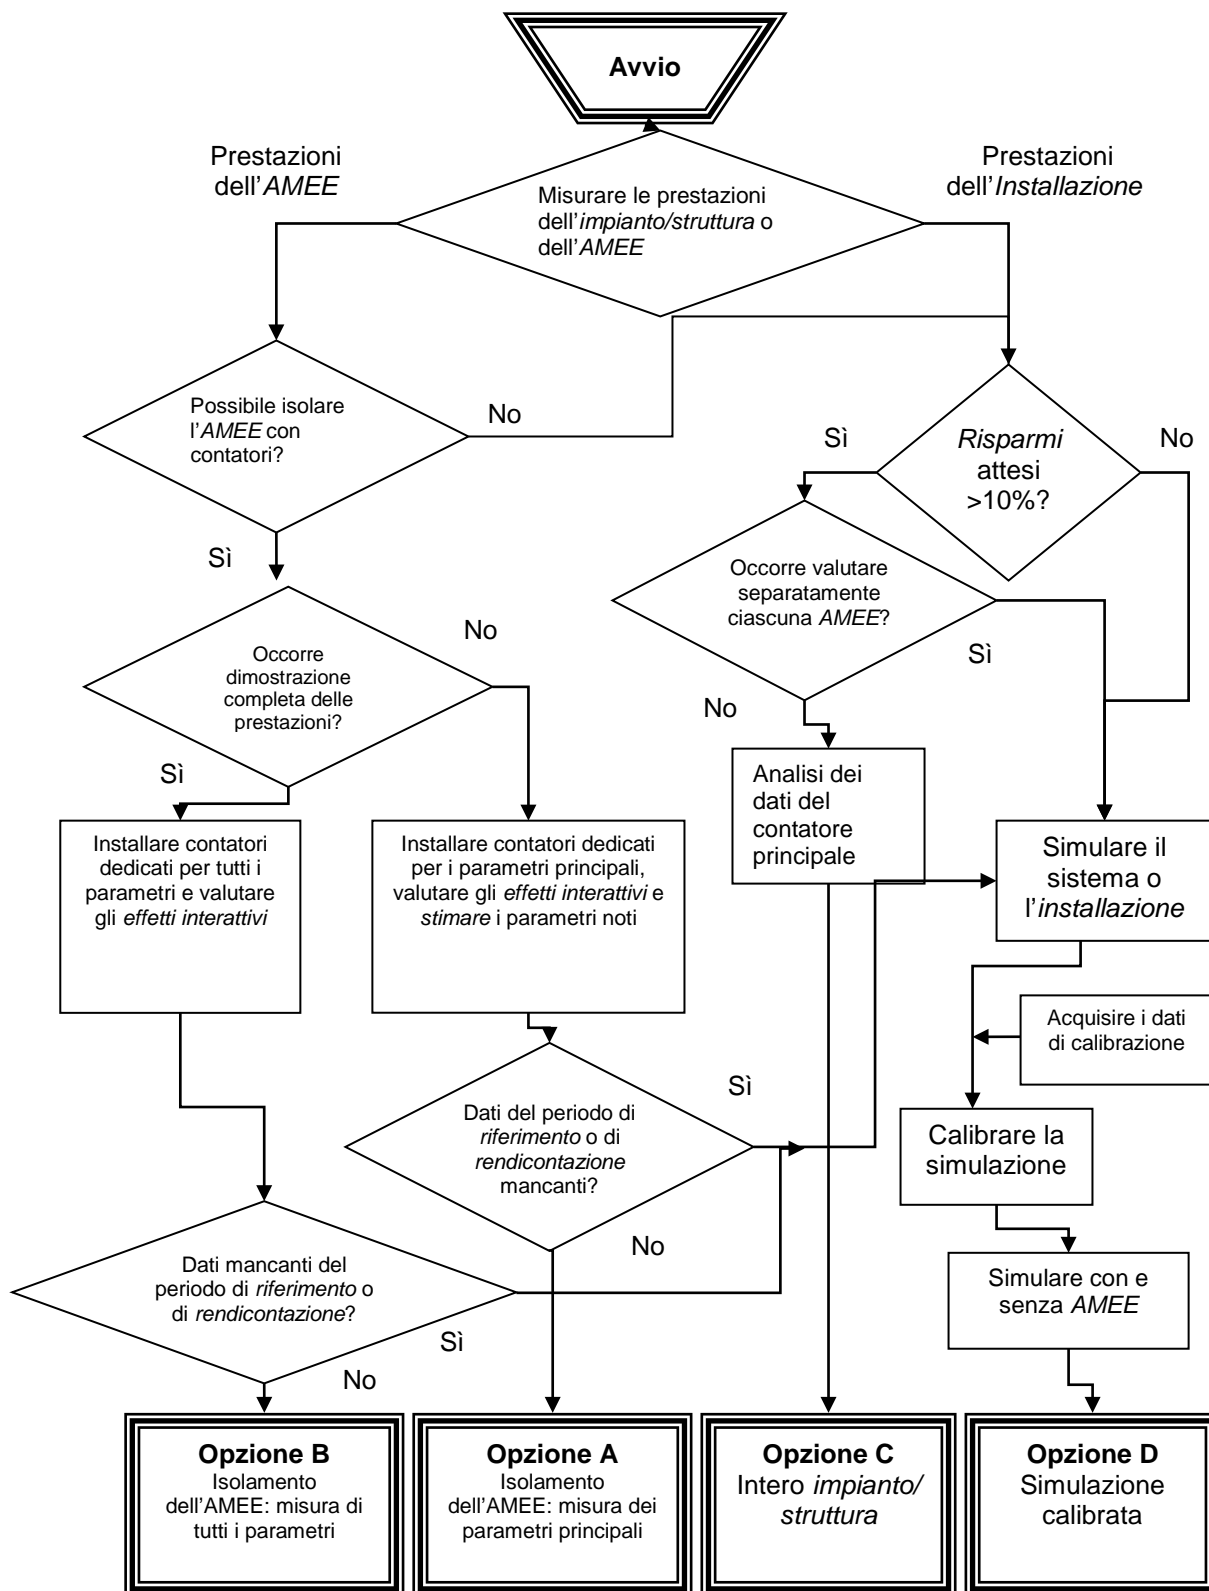 Avvio
Prestazioni
dell'AMEE
Prestazioni
dell'Installazione
Misurare le prestazioni
dell'impianto/struttura o
dell'AMEE
Possibile isolare
l'AMEE con
contatori?
No
Sì
Risparmi
attesi
>10%?
No
Sì
Occorre valutare
separatamente
ciascuna AMEE?
Sì
No
Occorre
dimostrazione
completa delle
prestazioni?
No
Sì
Analisi dei
dati del
contatore
principale
Installare contatori
dedicati per tutti i
parametri e valutare
gli effetti interattivi
Installare contatori dedicati
per i parametri principali,
valutare gli effetti interattivi e
stimare i parametri noti
Simulare il
sistema o
l'installazione
Acquisire i dati
di calibrazione
Sì
Dati del periodo di
riferimento o di
rendicontazione
mancanti?
No
Calibrare la
simulazione
Dati mancanti del
periodo di riferimento o
di rendicontazione?
Sì
No
Simulare con e
senza AMEE
Opzione B
Isolamento
dell'AMEE: misura di
tutti i parametri
Opzione A
Isolamento
dell'AMEE: misura dei
parametri principali
Opzione C
Intero impianto/
struttura
Opzione D
Simulazione
calibrata